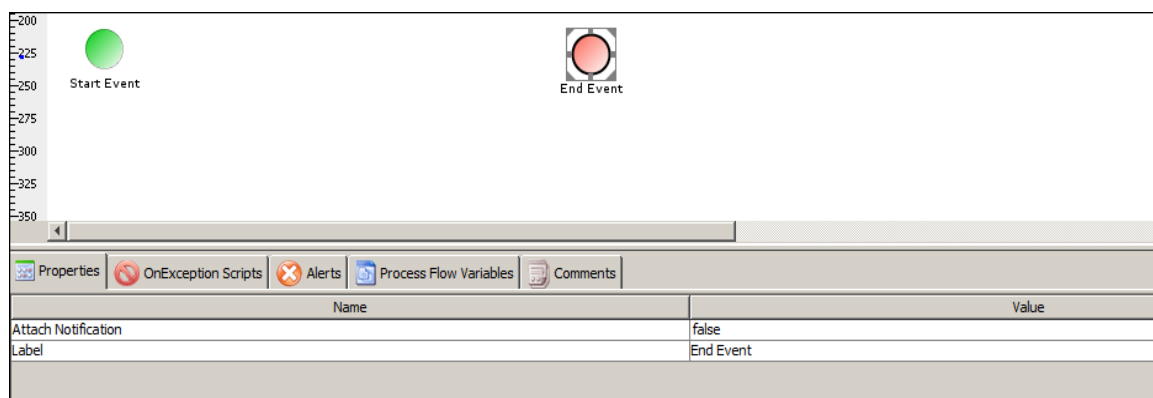 200
225
Start Event
End Event
250
275
300
325
350
Properties OnException Scripts Alerts Process Flow Variables Comments
Name Value
Attach Notification false
Label End Event